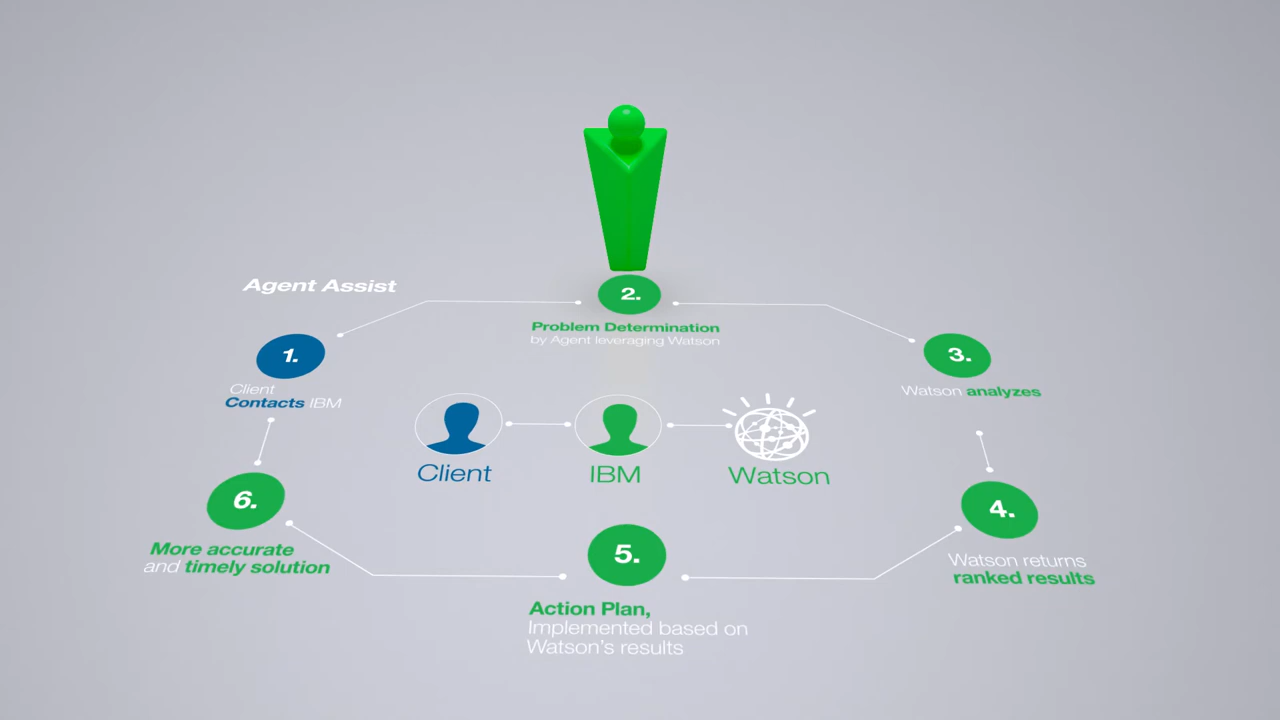 Agent Assist
1.
Client
Contacts IBM
2.
Problem Determination
by Agent leveraging Watson
3.
Watson analyzes
4.
Watson returns
ranked results
5.
Action Plan,
Implemented based on
Watson's results
6.
More accurate
and timely solution
Client
IBM
Watson